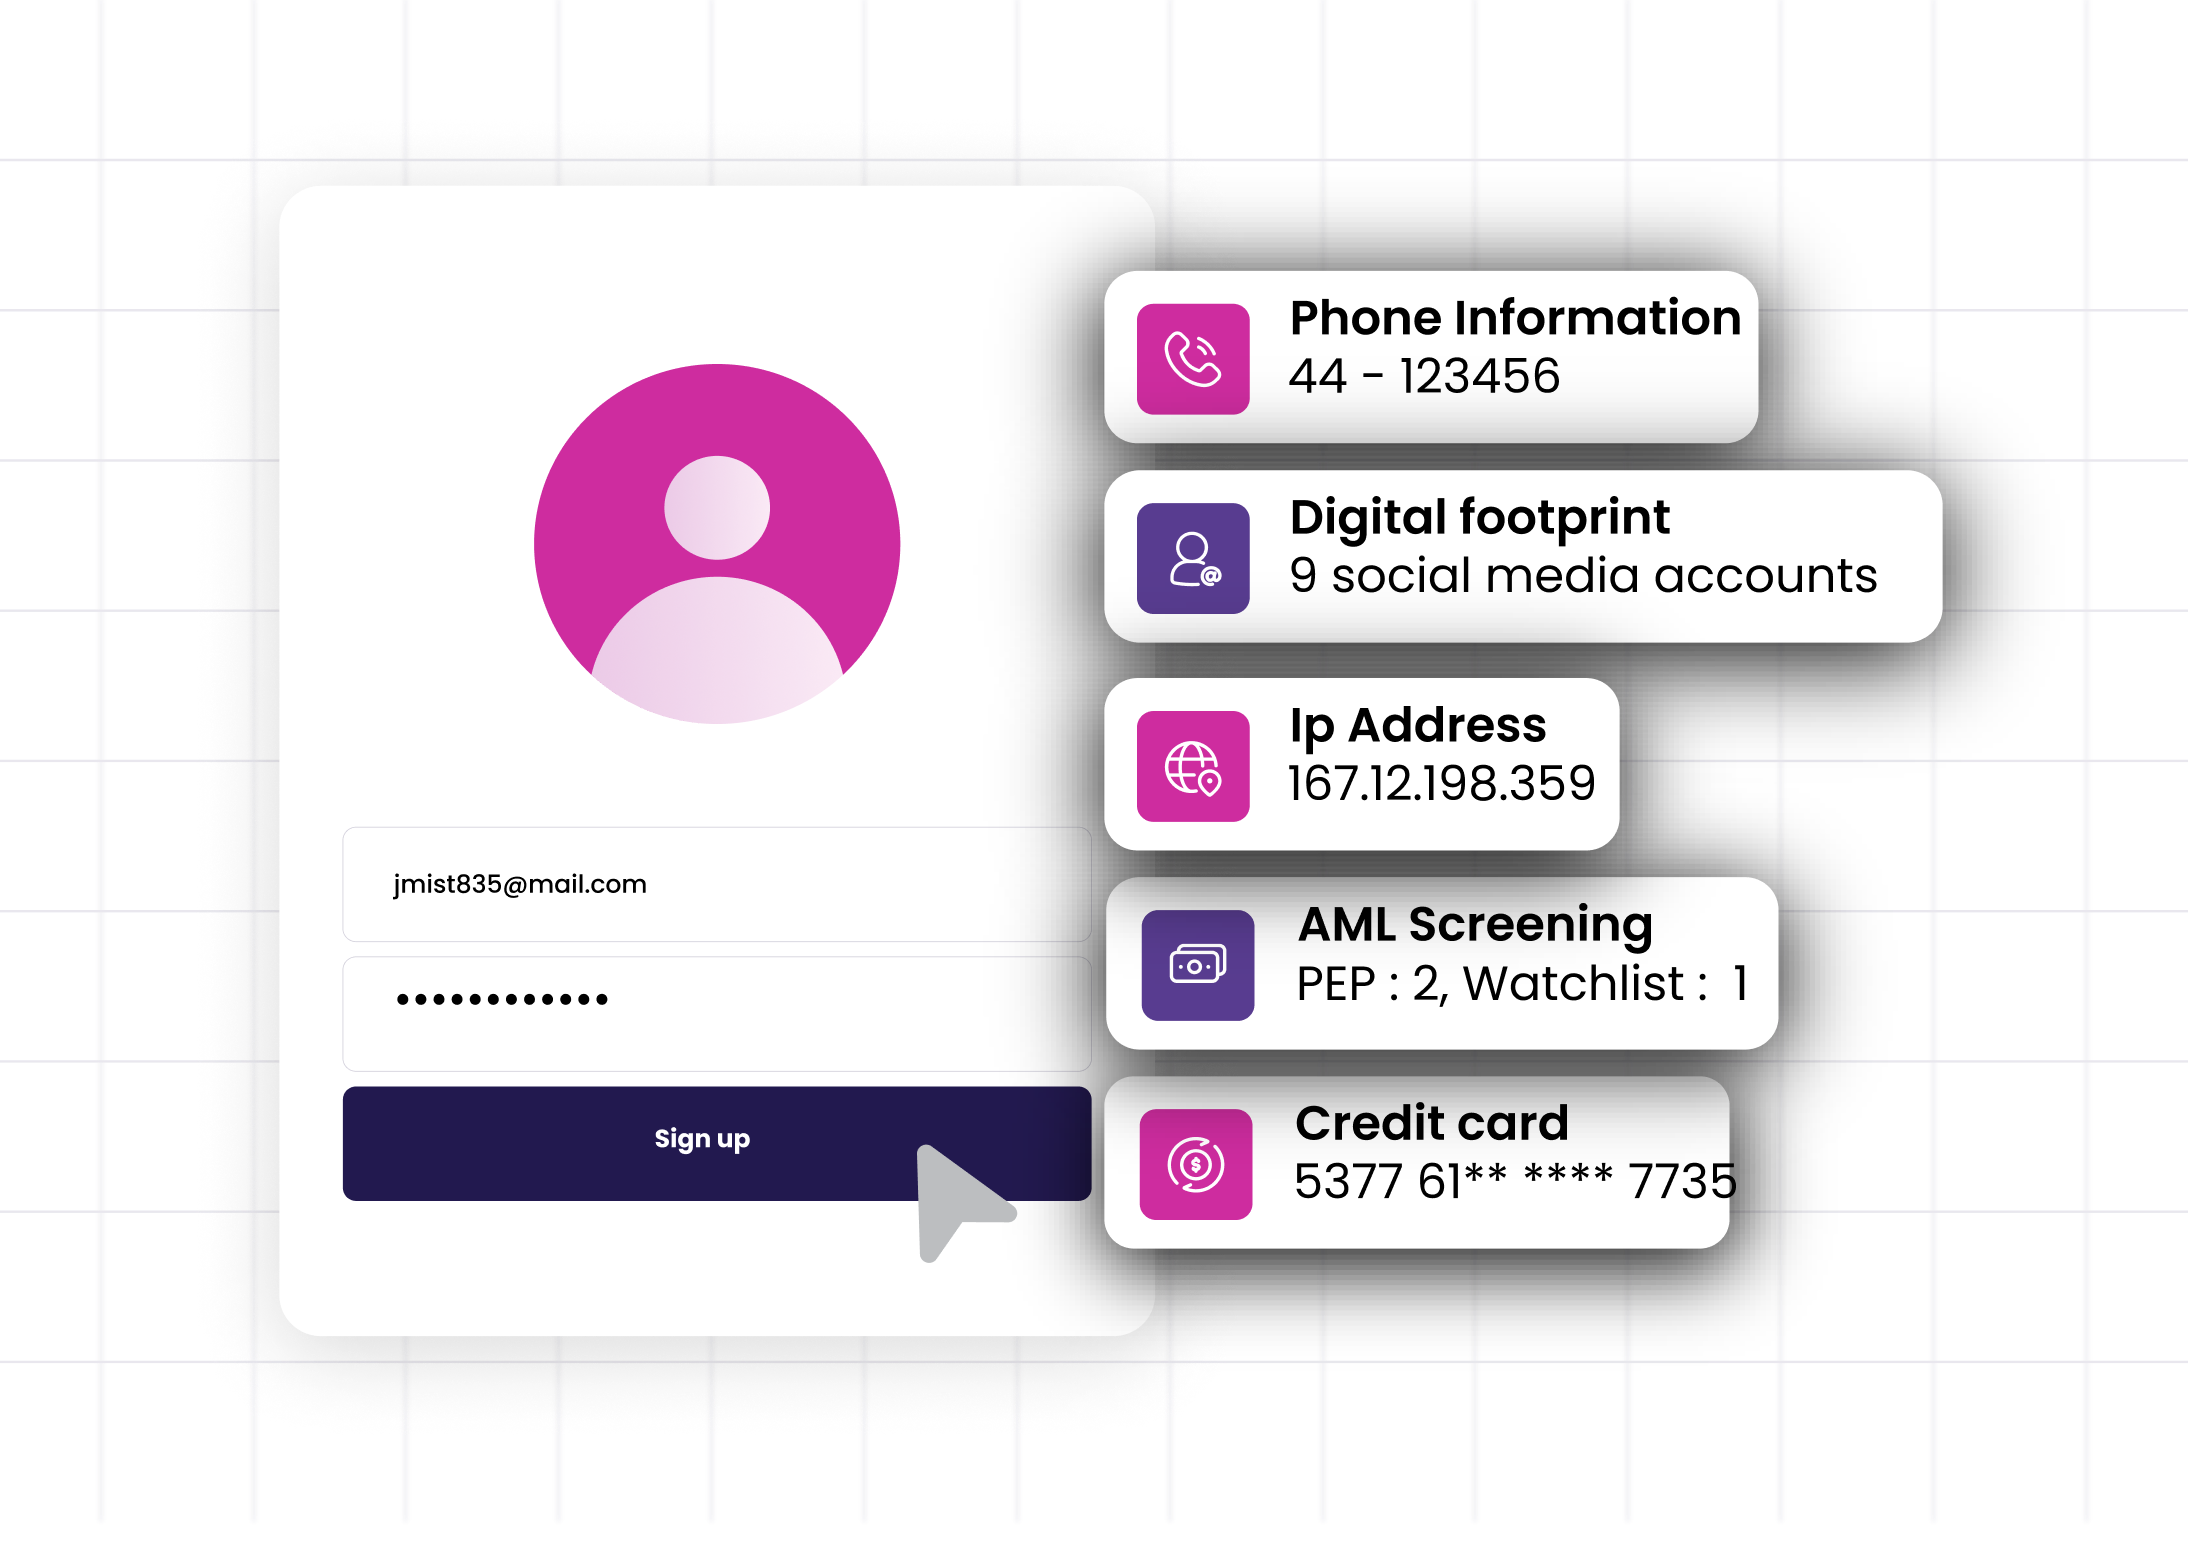 jmist835@mail.com
••••••••••••
Sign up
Phone Information
44 - 123456
Digital footprint
9 social media accounts
Ip Address
167.12.198.359
AML Screening
PEP : 2, Watchlist : 1
Credit card
5377 61** **** 7735